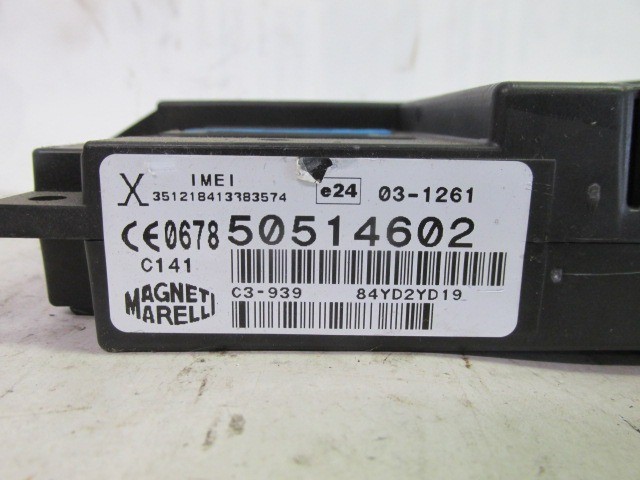 X
IMEI
351218413383574
e24
03-1261
CE0678
50514602
C141
C3-939
84YD2YD19
MAGNETI
MARELLI